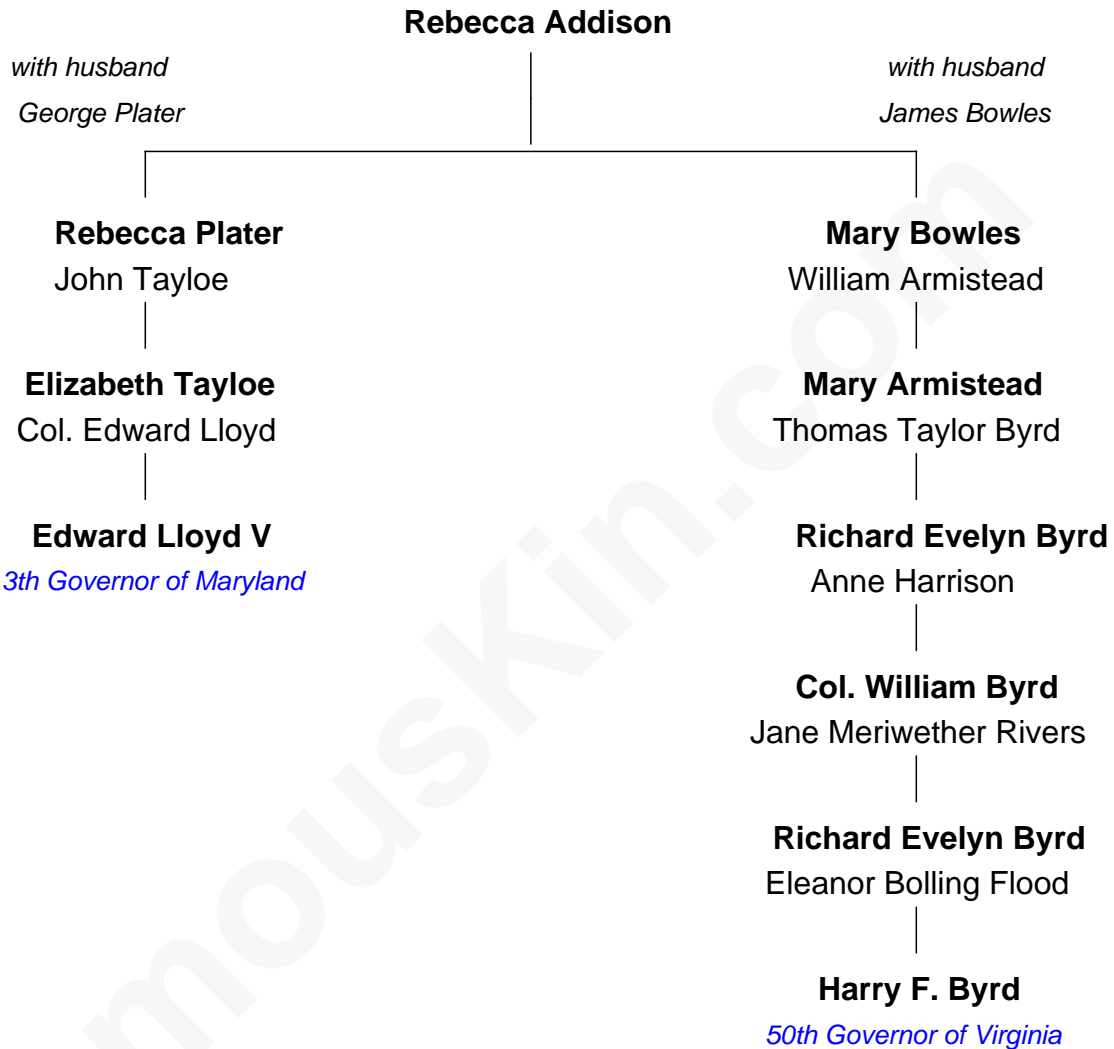 Rebecca Addison
with husband
George Plater
with husband
James Bowles
Rebecca Plater
John Tayloe
Mary Bowles
William Armistead
Elizabeth Tayloe
Col. Edward Lloyd
Mary Armistead
Thomas Taylor Byrd
Edward Lloyd V
3th Governor of Maryland
Richard Evelyn Byrd
Anne Harrison
Col. William Byrd
Jane Meriwether Rivers
Richard Evelyn Byrd
Eleanor Bolling Flood
Harry F. Byrd
50th Governor of Virginia
mouskin.com